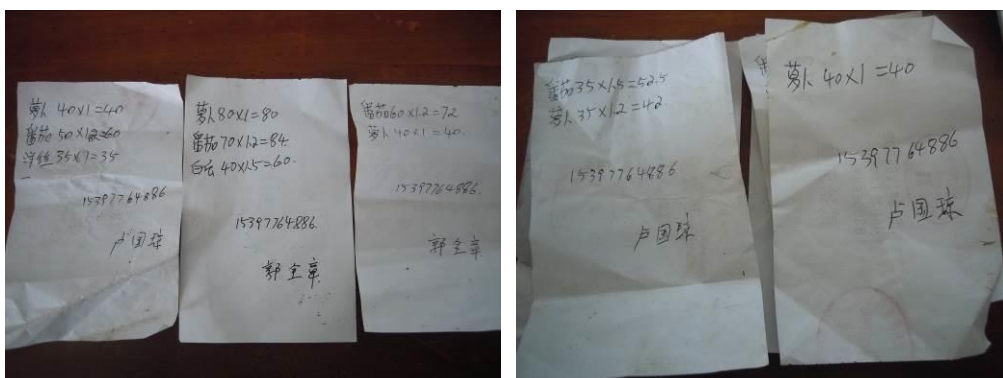 萝卜 40×1=40
番茄 50×1.2=60
35×1=35
15397764886
卢国琼
萝卜 80×1=80
番茄 70×1.2=84
40×1.5=60.
15397764886.
郭全章
番茄 60×1.2=72
萝卜 40×1=40.
15397764886.
郭全章
番茄 35×1.5=52.5
萝卜 35×1.2=42
15397764886
卢国琼
番
萝卜 40×1=40
15397764886
卢国琼